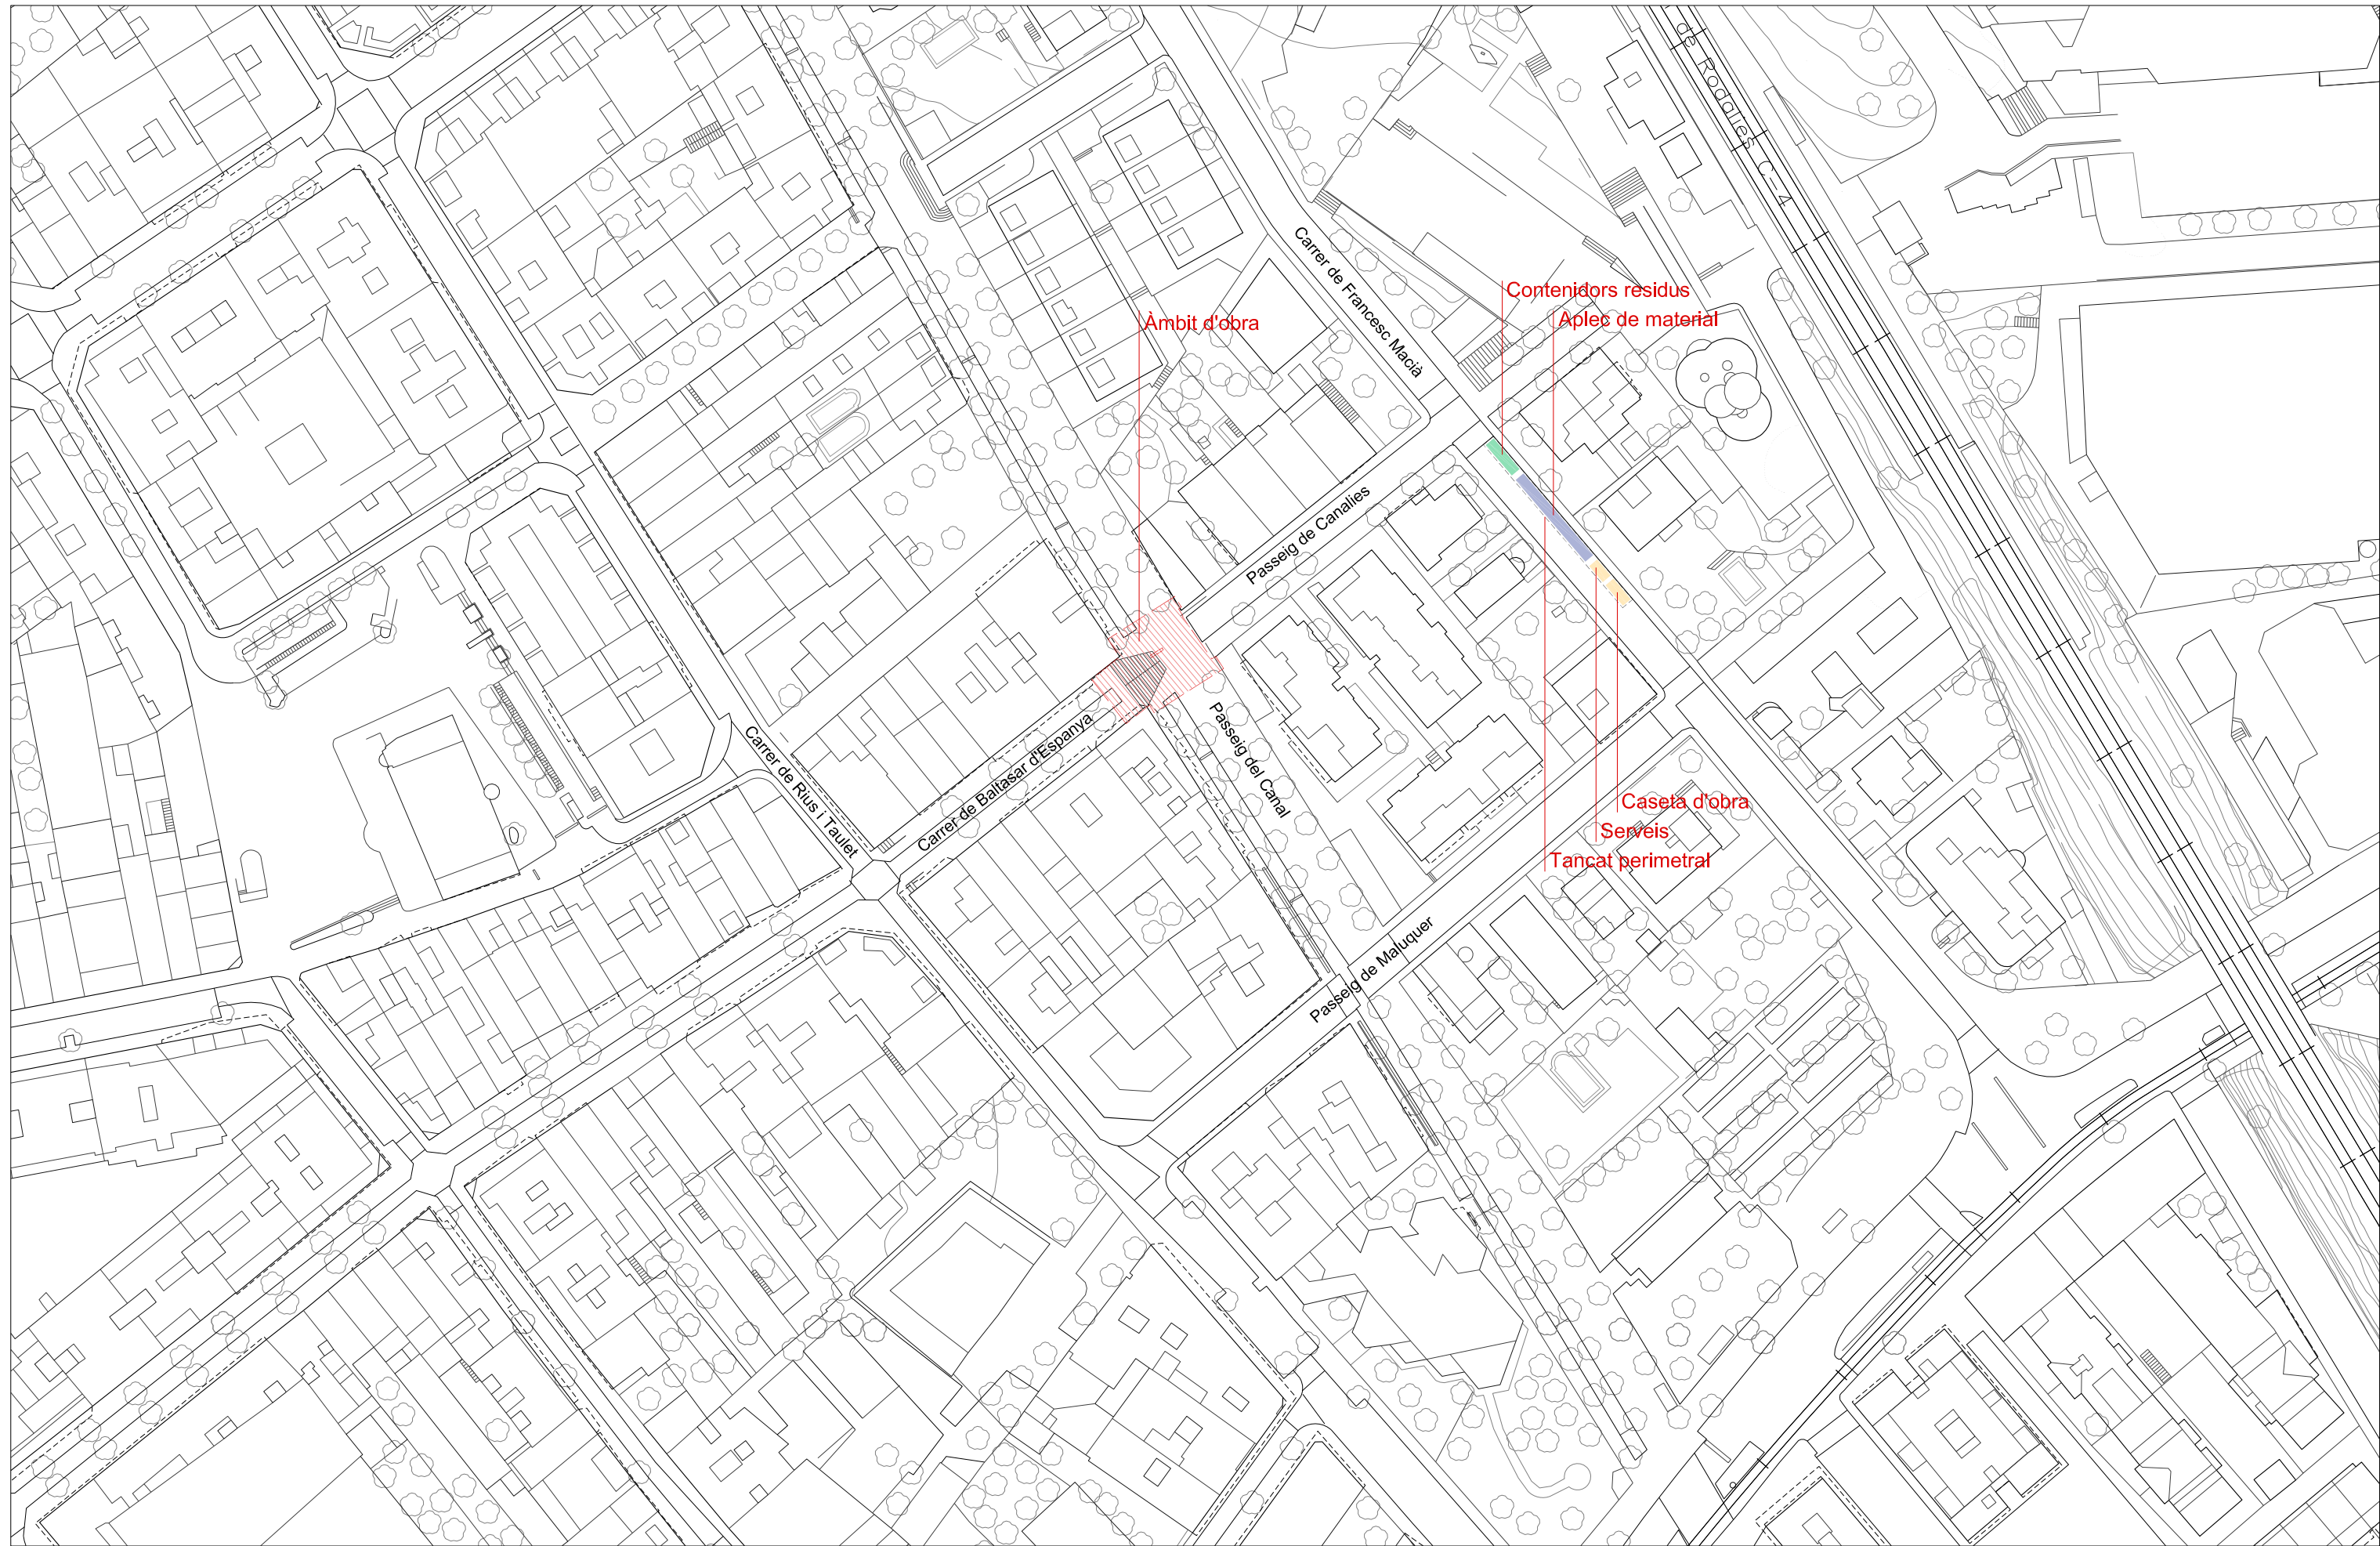 de Rodalies C-4
Carrer de Francesc Macià
Contenidors residus
Aplec de material
Àmbit d'obra
Passeig de Canalies
Passeig del Canal
Carrer de Baltasar d'Espanya
Carrer de Rius i Taulet
Caseta d'obra
Serveis
Tancat perimetral
Passeig de Maluquer